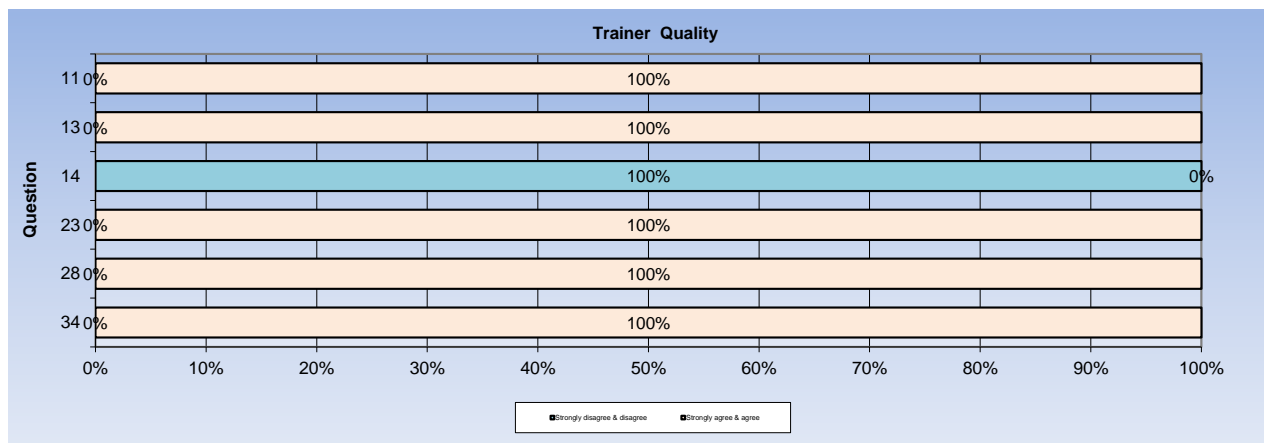 Trainer Quality
Question
11 0% 100%
13 0% 100%
14 100% 0%
23 0% 100%
28 0% 100%
34 0% 100%
0% 10% 20% 30% 40% 50% 60% 70% 80% 90% 100%
Strongly disagree & disagree Strongly agree & agree